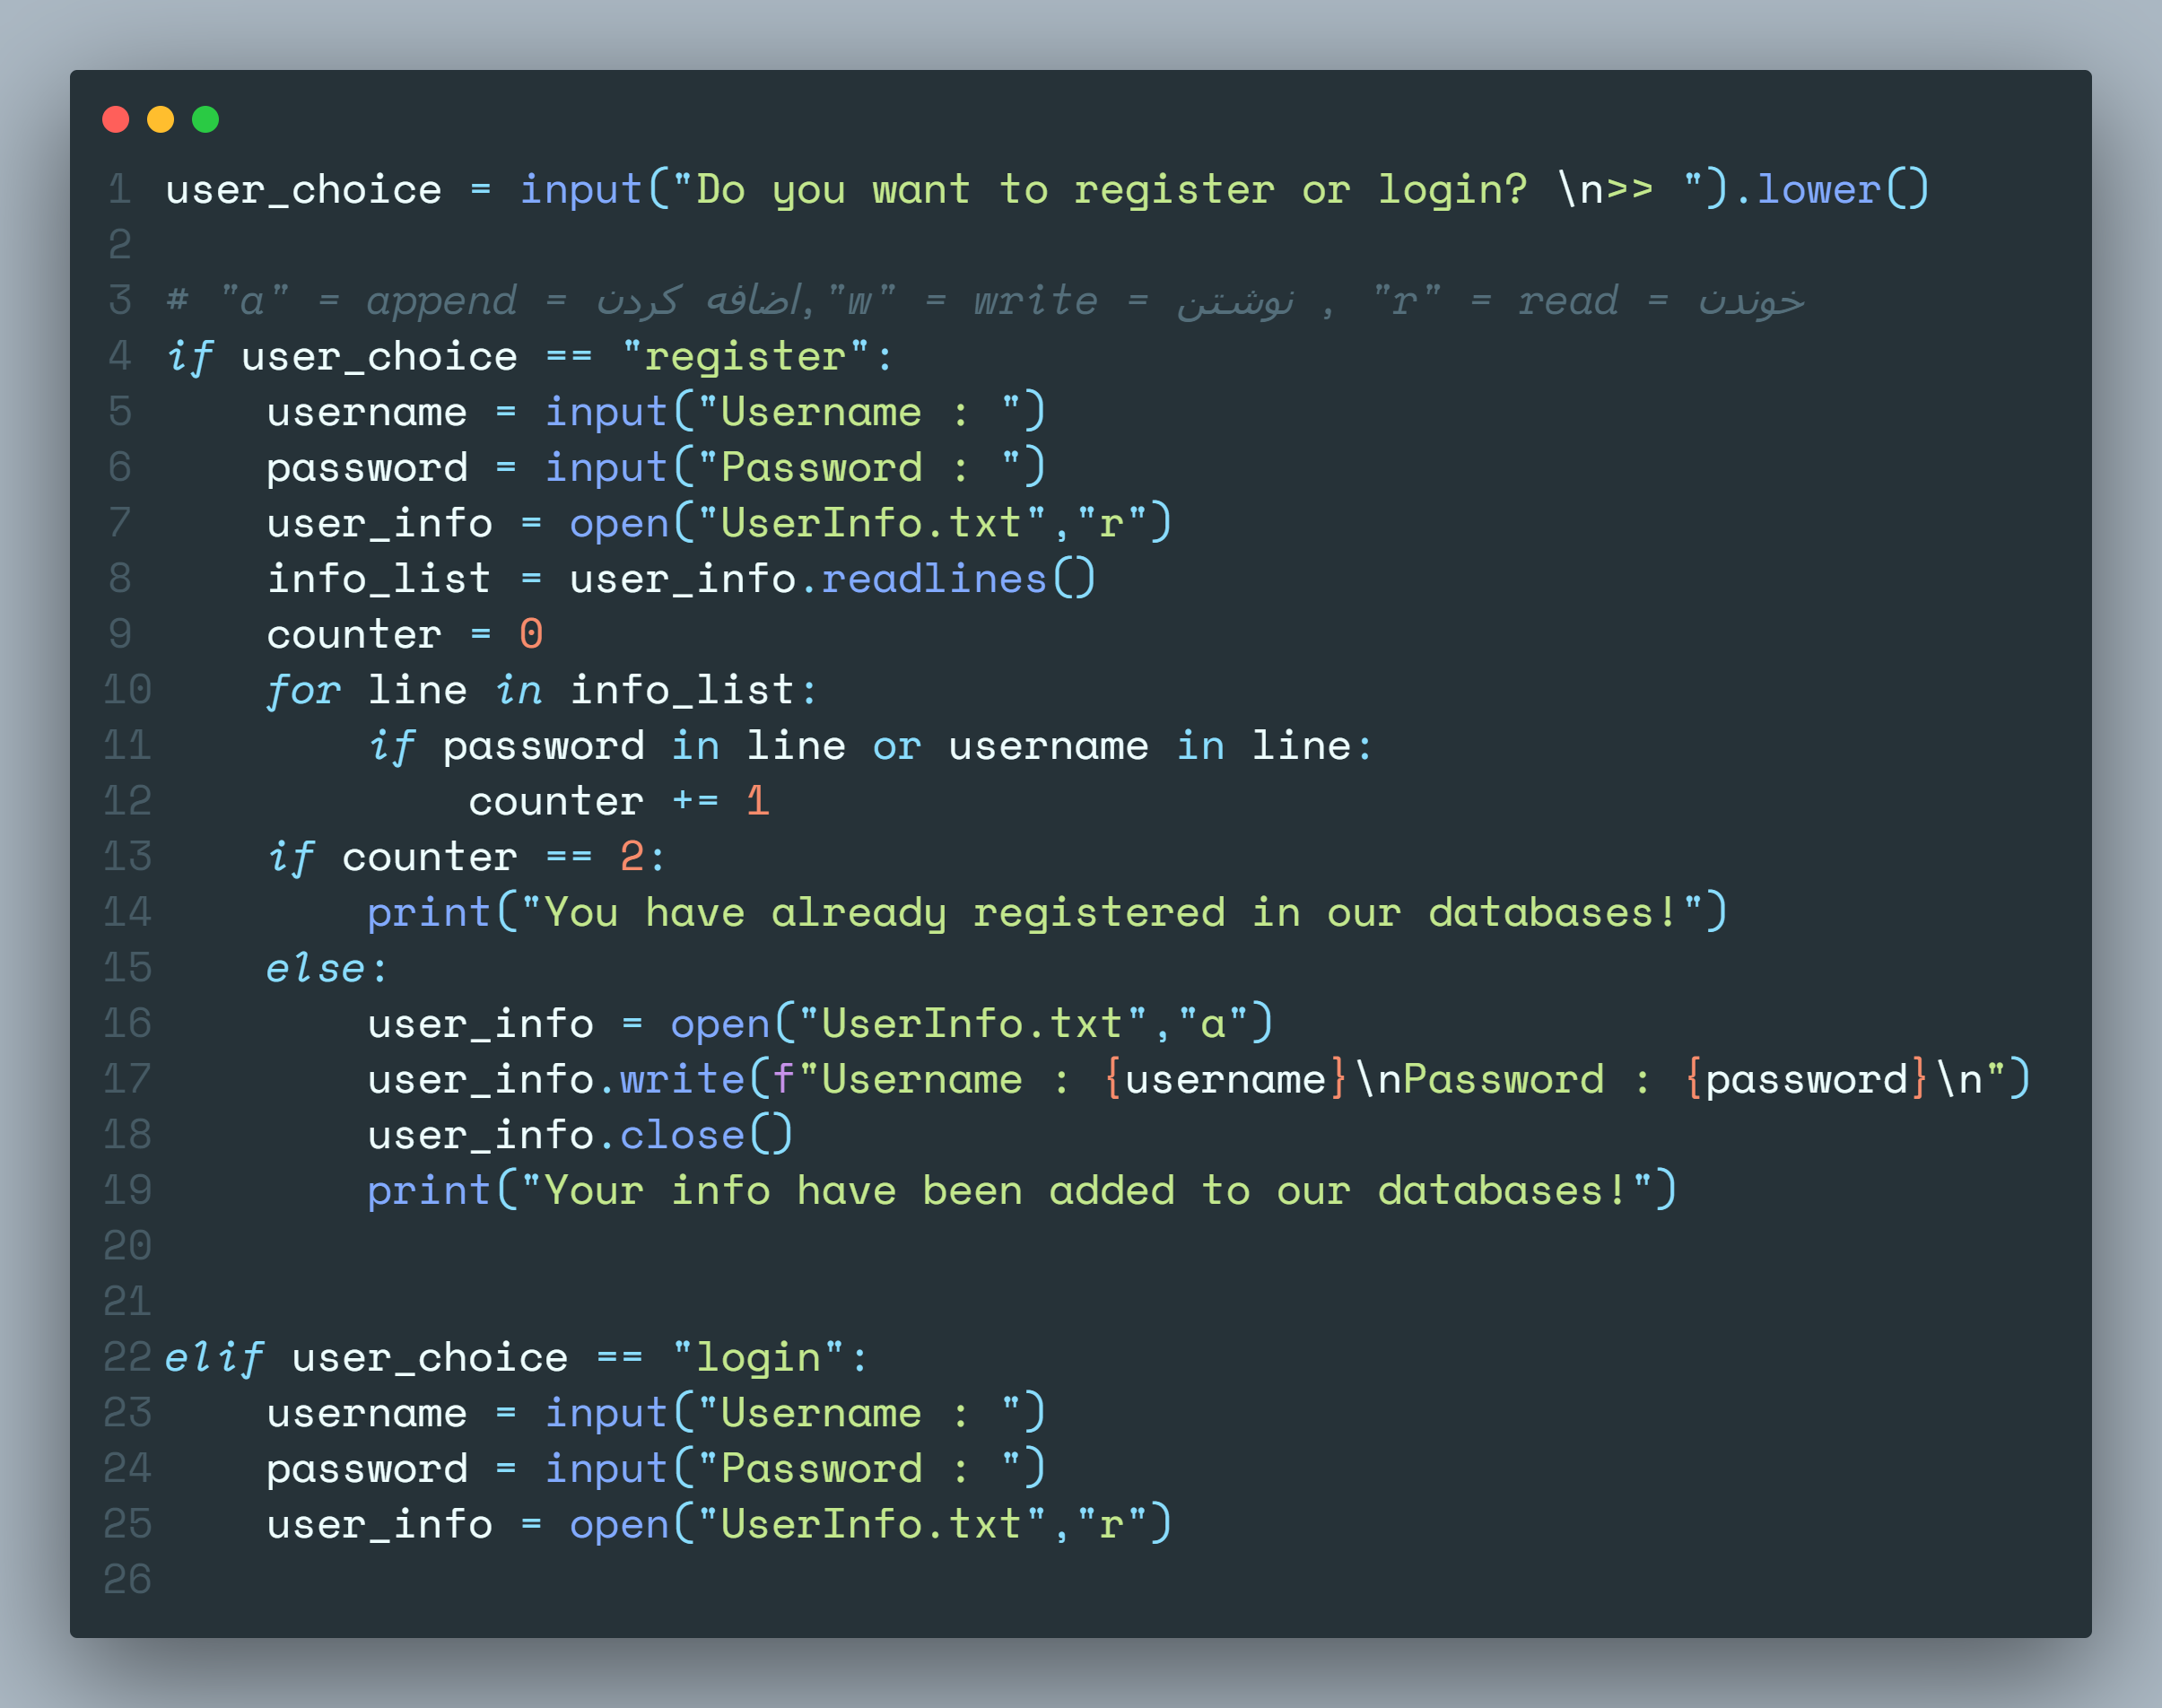 1 user_choice = input("Do you want to register or login? \n>> ").lower()
2
3 # "a" = append = اضافه کردن,"w" = write = نوشتن , "r" = read = خوندن
4 if user_choice == "register":
5     username = input("Username : ")
6     password = input("Password : ")
7     user_info = open("UserInfo.txt","r")
8     info_list = user_info.readlines()
9     counter = 0
10     for line in info_list:
11         if password in line or username in line:
12             counter += 1
13     if counter == 2:
14         print("You have already registered in our databases!")
15     else:
16         user_info = open("UserInfo.txt","a")
17         user_info.write(f"Username : {username}\nPassword : {password}\n")
18         user_info.close()
19         print("Your info have been added to our databases!")
20
21
22 elif user_choice == "login":
23     username = input("Username : ")
24     password = input("Password : ")
25     user_info = open("UserInfo.txt","r")
26